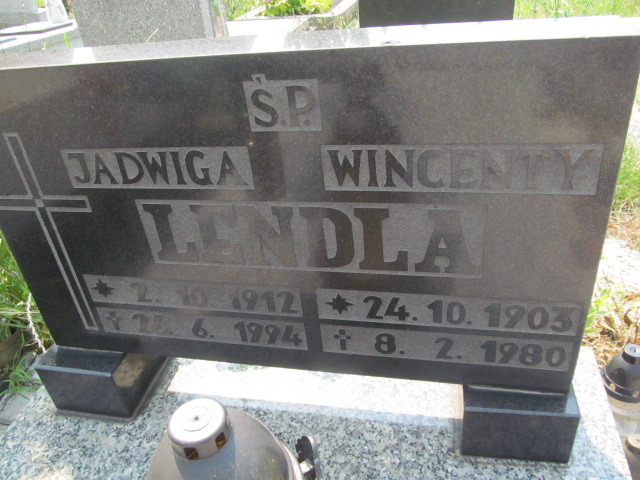 Ś.P.
JADWIGA WINCENTY
LENDLA
* 2. 10. 1912 * 24. 10. 1903
† 6. 1994 † 8. 2. 1980